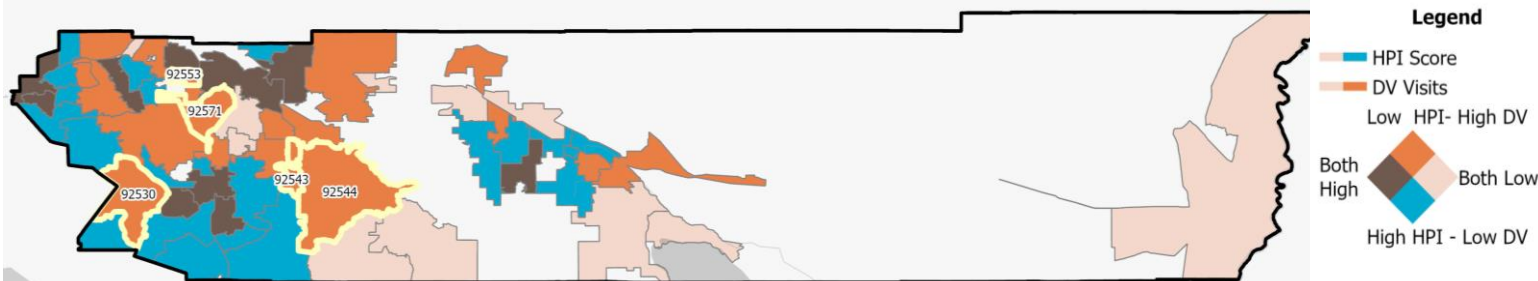 92553
92571
92530
92543
92544
Legend
HPI Score
DV Visits
Low HPI- High DV
Both
High
Both Low
High HPI - Low DV